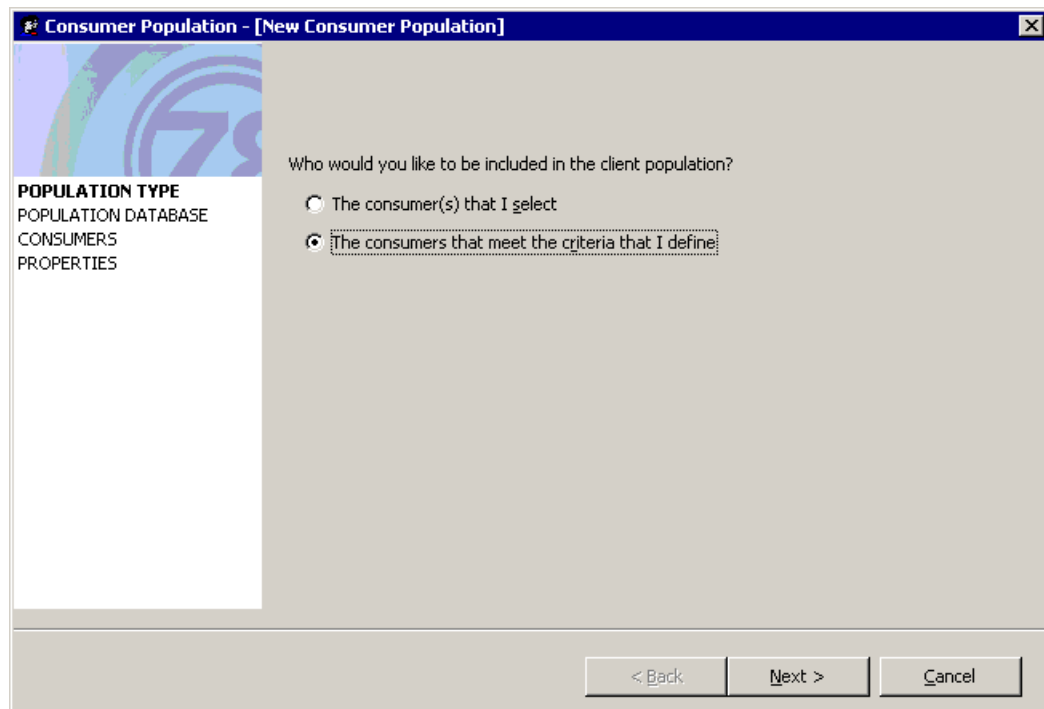 Consumer Population - [New Consumer Population]
78
Who would you like to be included in the client population?
POPULATION TYPE
The consumer(s) that I select
POPULATION DATABASE
CONSUMERS
The consumers that meet the criteria that I define
PROPERTIES
< Back
Next >
Cancel